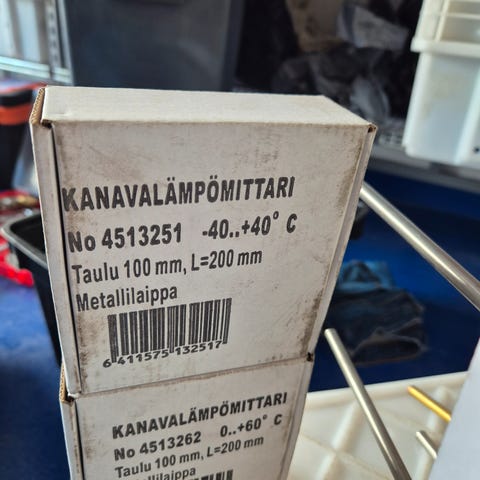 KANAVALÄMPÖMITTARI
No 4513251 -40..+40° C
Taulu 100 mm, L=200 mm
Metallilaippa
6 411575 132517
KANAVALÄMPÖMITTARI
No 4513262 0..+60° C
Taulu 100 mm, L=200 mm